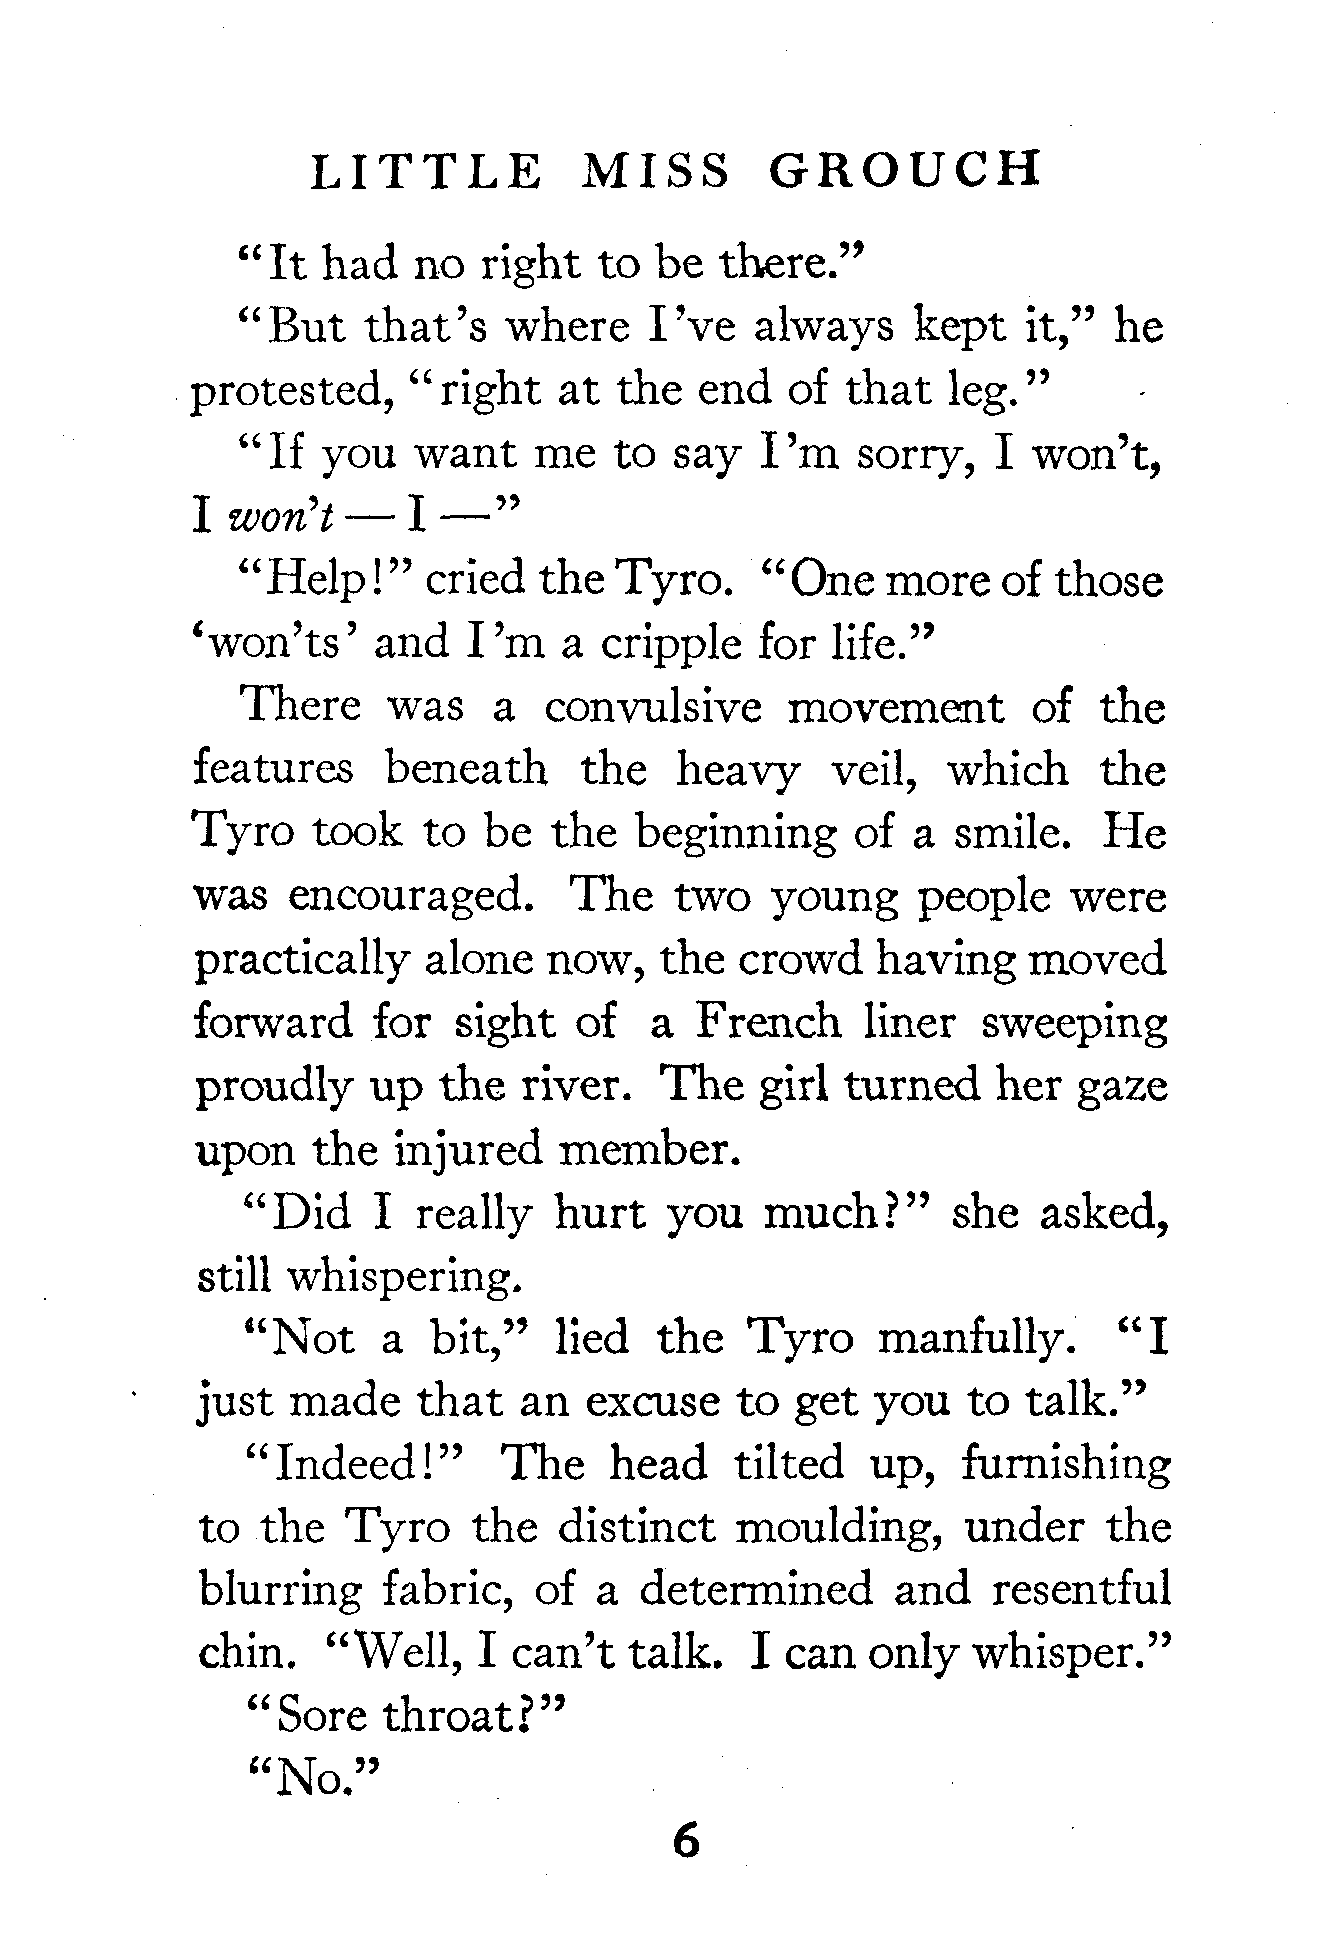 LITTLE MISS GROUCH
“It had no right to be there.”
“But that’s where I’ve always kept it,” he
protested, “right at the end of that leg.”
“If you want me to say I’m sorry, I won’t,
I won’t — I —”
“Help!” cried the Tyro. “One more of those
‘won’ts’ and I’m a cripple for life.”
There was a convulsive movement of the
features beneath the heavy veil, which the
Tyro took to be the beginning of a smile. He
was encouraged. The two young people were
practically alone now, the crowd having moved
forward for sight of a French liner sweeping
proudly up the river. The girl turned her gaze
upon the injured member.
“Did I really hurt you much?” she asked,
still whispering.
“Not a bit,” lied the Tyro manfully. “I
just made that an excuse to get you to talk.”
“Indeed!” The head tilted up, furnishing
to the Tyro the distinct moulding, under the
blurring fabric, of a determined and resentful
chin. “Well, I can’t talk. I can only whisper.”
“Sore throat?”
“No.”
6